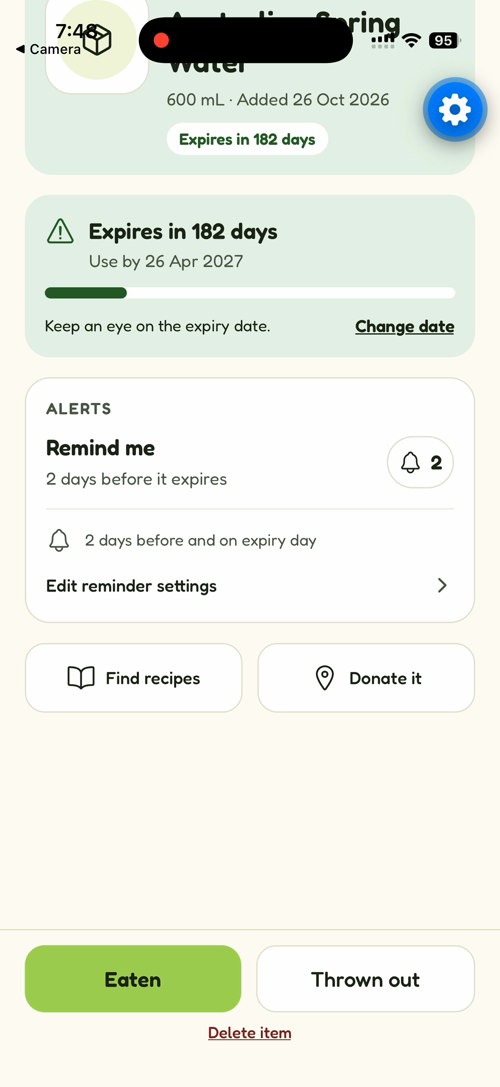 7:48
Camera
95
Australian Spring
Water
600 mL · Added 26 Oct 2026
Expires in 182 days
Expires in 182 days
Use by 26 Apr 2027
Keep an eye on the expiry date.
Change date
ALERTS
Remind me
2 days before it expires
2
2 days before and on expiry day
Edit reminder settings
Find recipes
Donate it
Eaten
Thrown out
Delete item